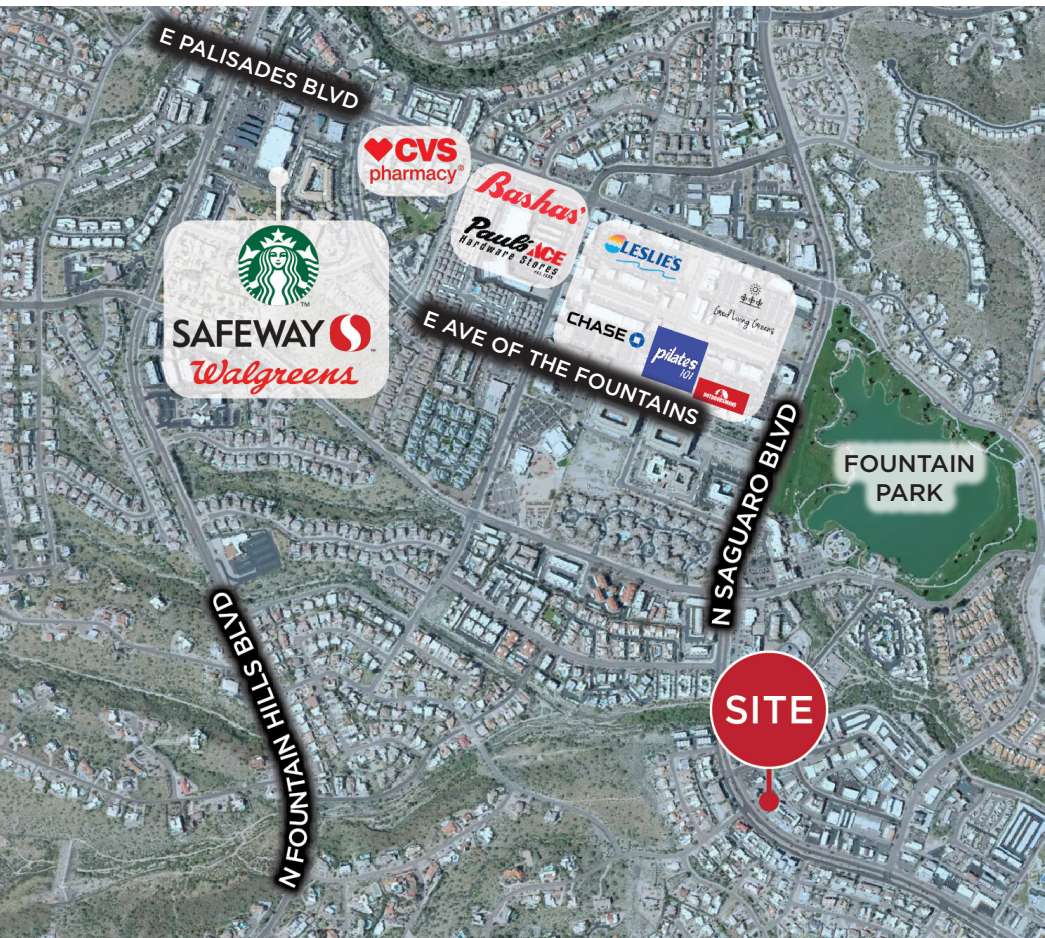 E PALISADES BLVD
CVS
pharmacy®
Bashas'
Paul's ACE
Hardware Stores
LESLIE'S
Good Living Greens
TM
SAFEWAY
Walgreens
CHASE
pilates
101
E AVE OF THE FOUNTAINS
N SAGUARO BLVD
FOUNTAIN
PARK
N FOUNTAIN HILLS BLVD
SITE